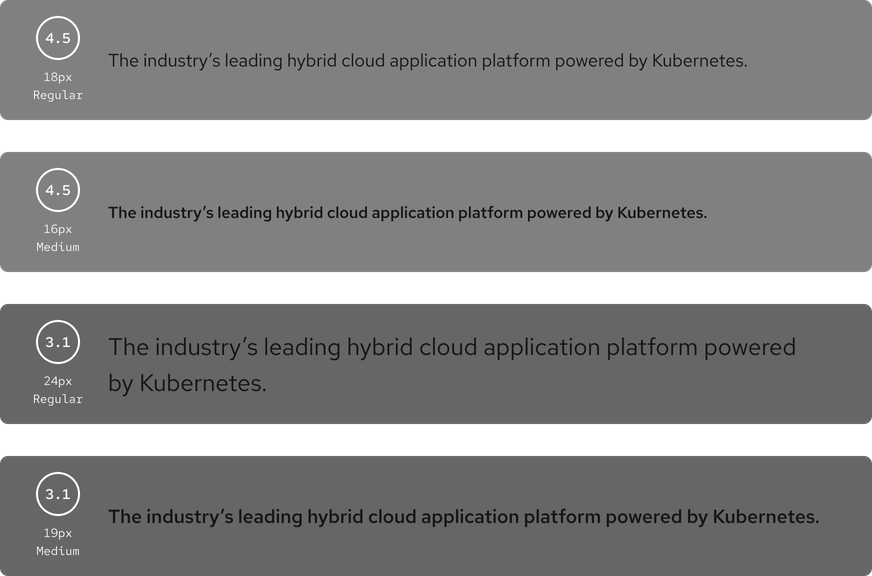 4.5
18px
Regular
The industry’s leading hybrid cloud application platform powered by Kubernetes.
4.5
16px
Medium
The industry’s leading hybrid cloud application platform powered by Kubernetes.
3.1
24px
Regular
The industry’s leading hybrid cloud application platform powered
by Kubernetes.
3.1
19px
Medium
The industry’s leading hybrid cloud application platform powered by Kubernetes.